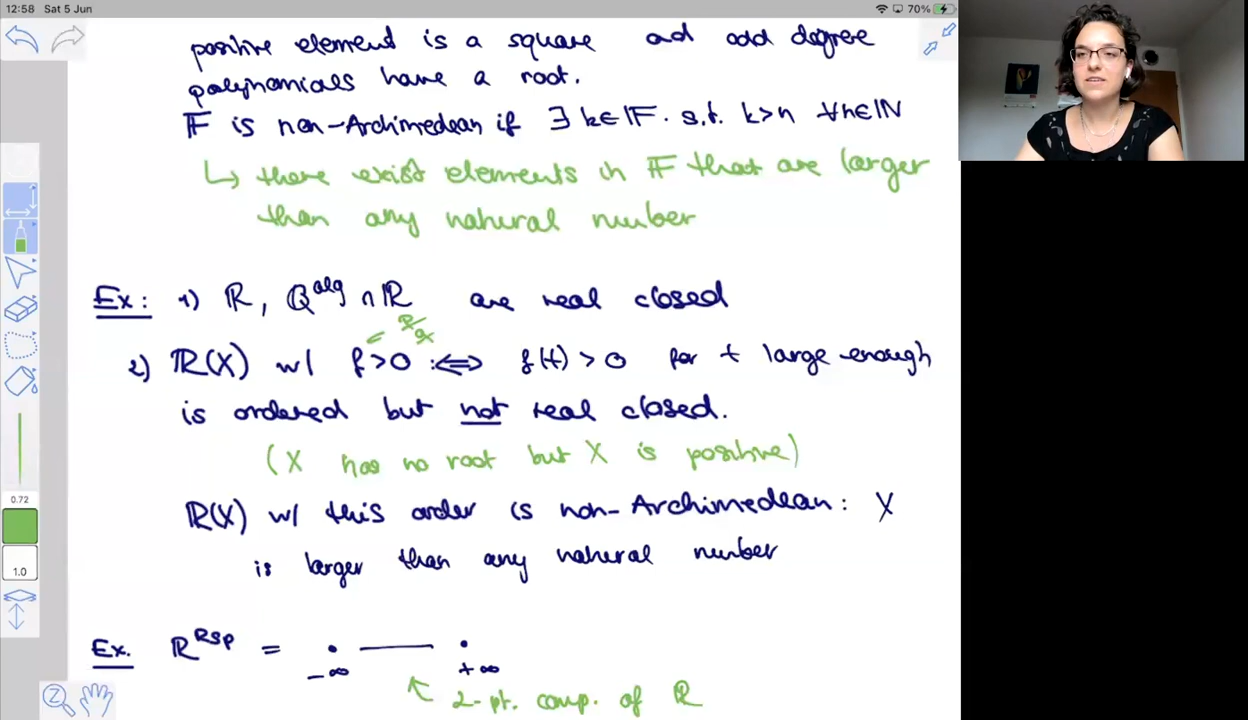 12:58 Sat 5 Jun
70%
positive element is a square ad odd degree
polynomials have a root.
𝔽 is non-Archimedean if ∃ k∈𝔽. s.t. k>n ∀n∈ℕ
↳ there exist elements in 𝔽 that are larger
than any natural number
Ex: 1) ℝ, ℚ^alg ∩ ℝ are real closed
= P/Q
2) ℝ(X) w/ f>0 :⟺ f(t)>0 for t large enough
is ordered but not real closed.
(X has no root but X is positive)
ℝ(X) w/ this order is non-Archimedean: X
is larger than any natural number
0.72
1.0
Ex. ℝ^RSp = • — •
-∞ +∞
↖ 2-pt. comp. of ℝ